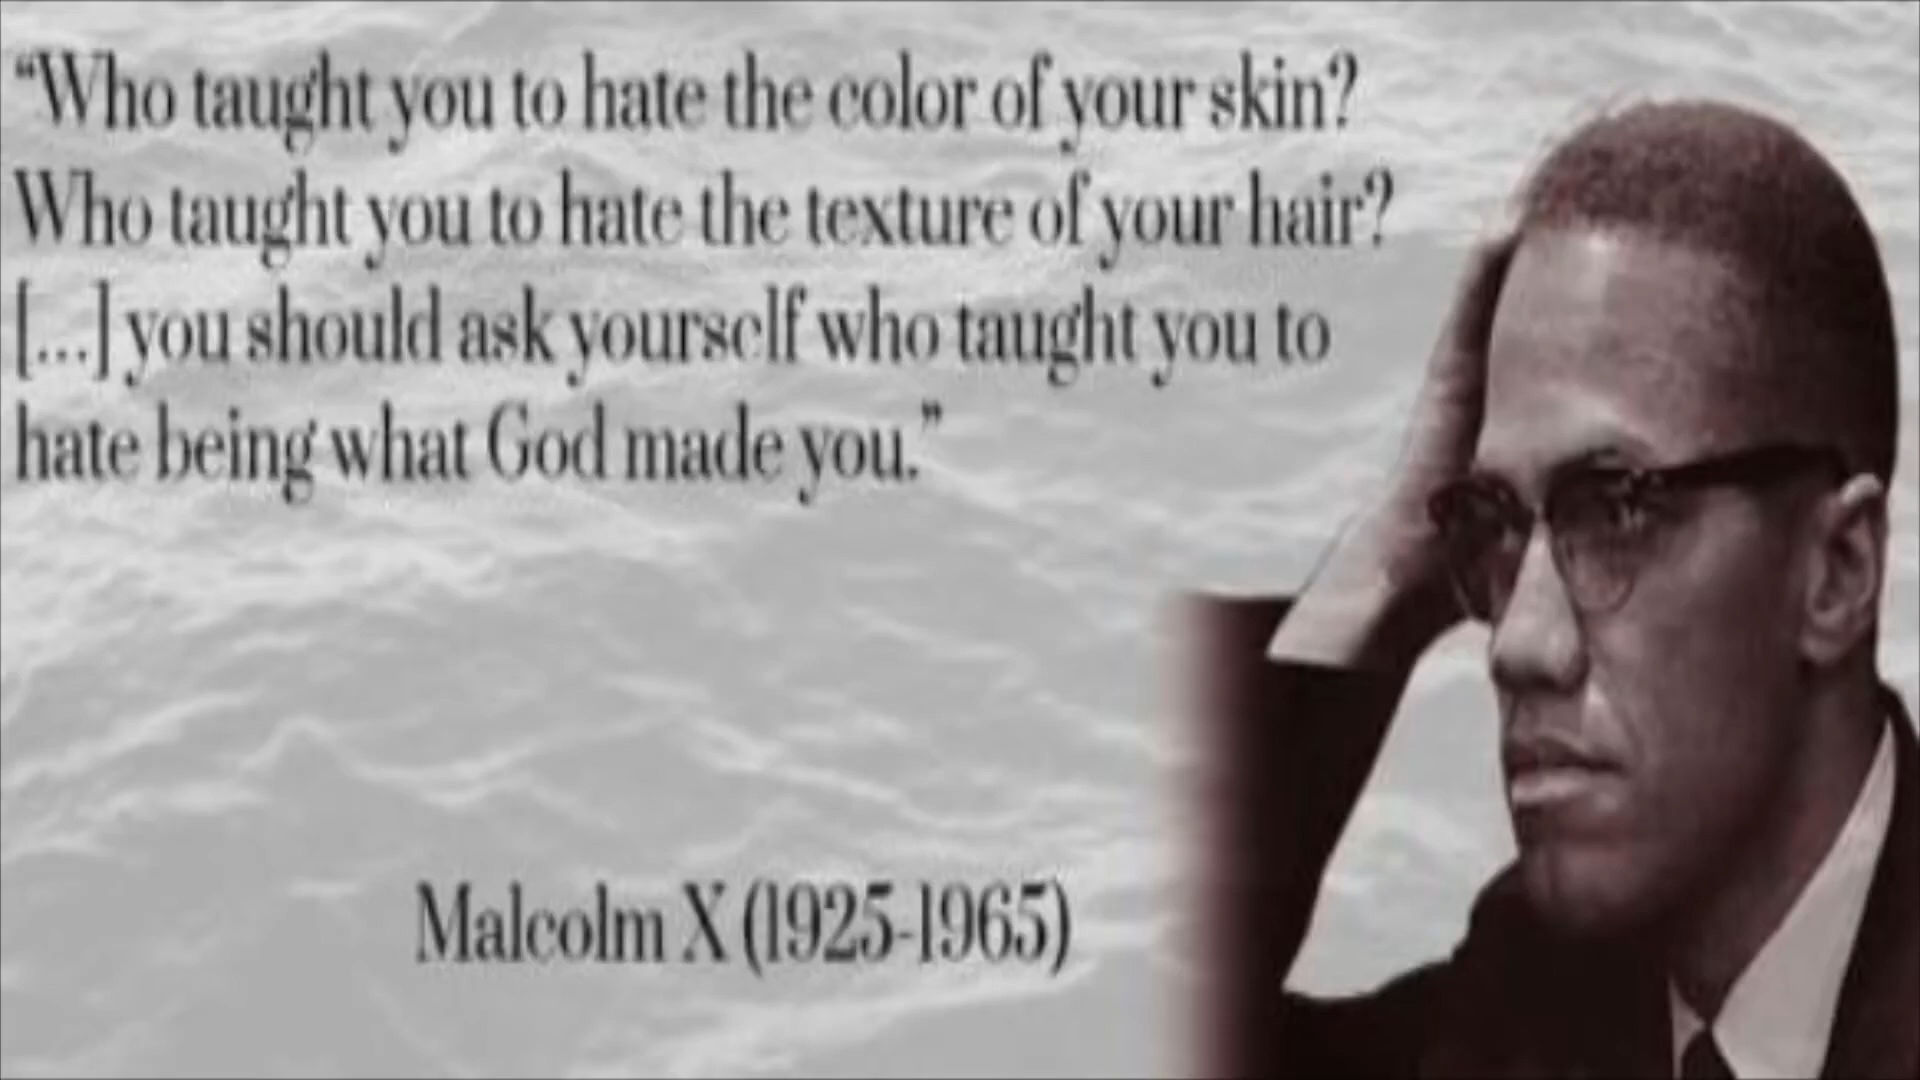 “Who taught you to hate the color of your skin?
Who taught you to hate the texture of your hair?
[...] you should ask yourself who taught you to
hate being what God made you.”
Malcolm X (1925-1965)